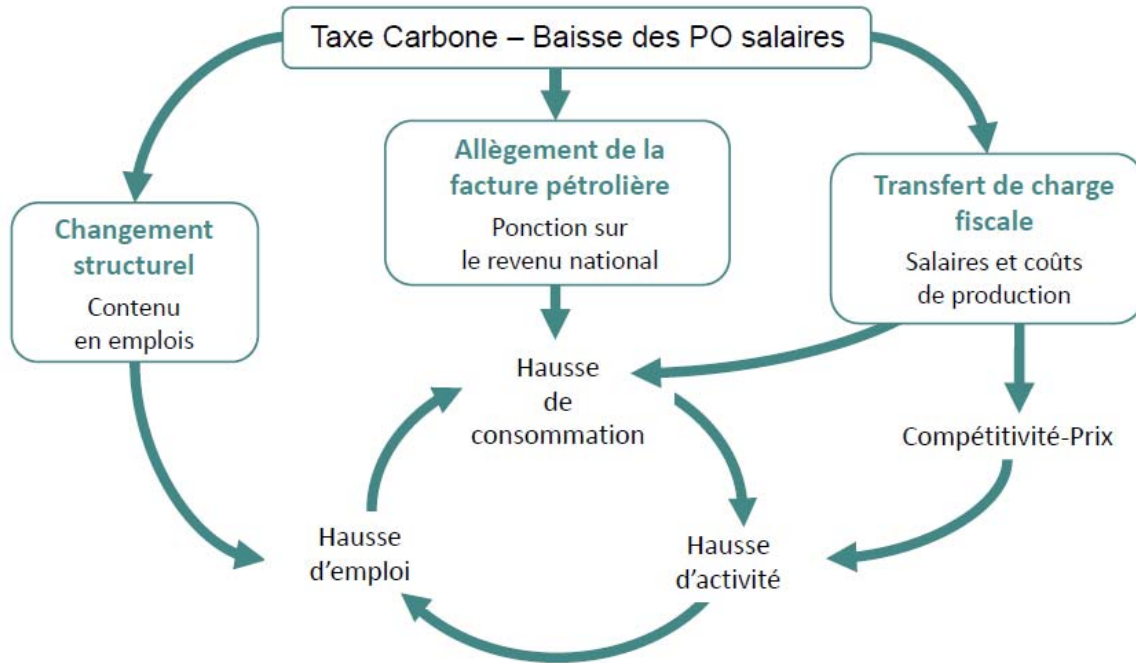 Taxe Carbone – Baisse des PO salaires
Changement
structurel
Contenu
en emplois
Allègement de la
facture pétrolière
Ponction sur
le revenu national
Transfert de charge
fiscale
Salaires et coûts
de production
Hausse
de
consommation
Compétitivité-Prix
Hausse
d’emploi
Hausse
d’activité